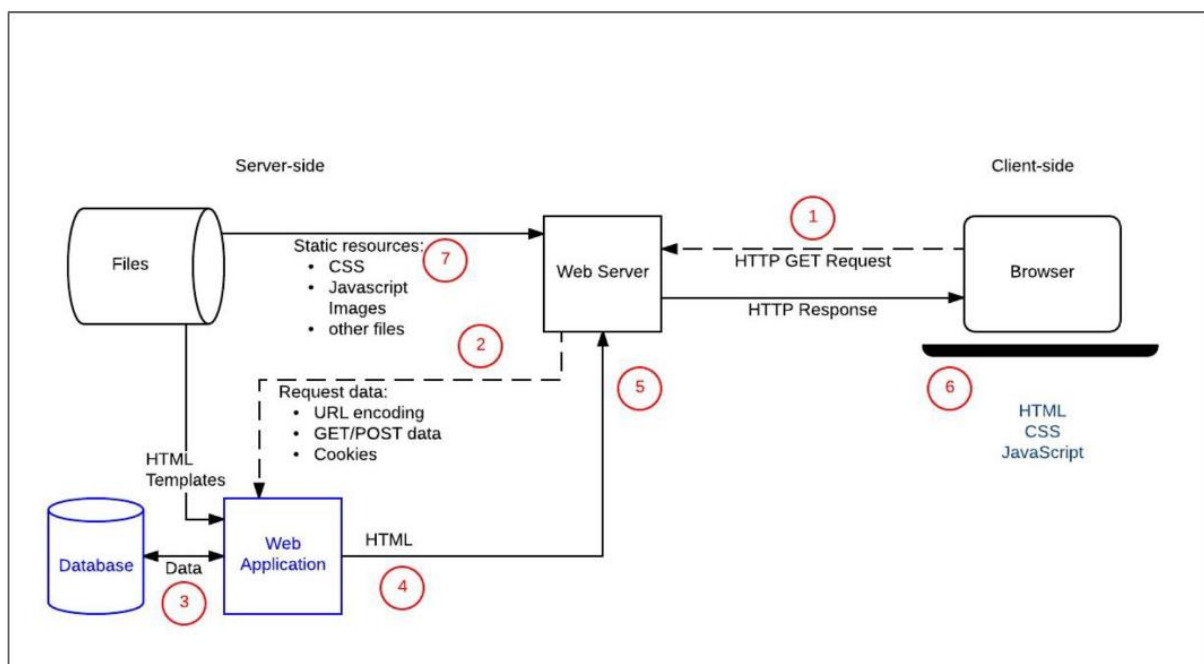 Server-side
Client-side
1
Files
Static resources:
• CSS
• Javascript
Images
• other files
7
Web Server
HTTP GET Request
HTTP Response
Browser
2
Request data:
• URL encoding
• GET/POST data
• Cookies
5
6
HTML
CSS
JavaScript
HTML
Templates
Database
Data
3
Web
Application
HTML
4